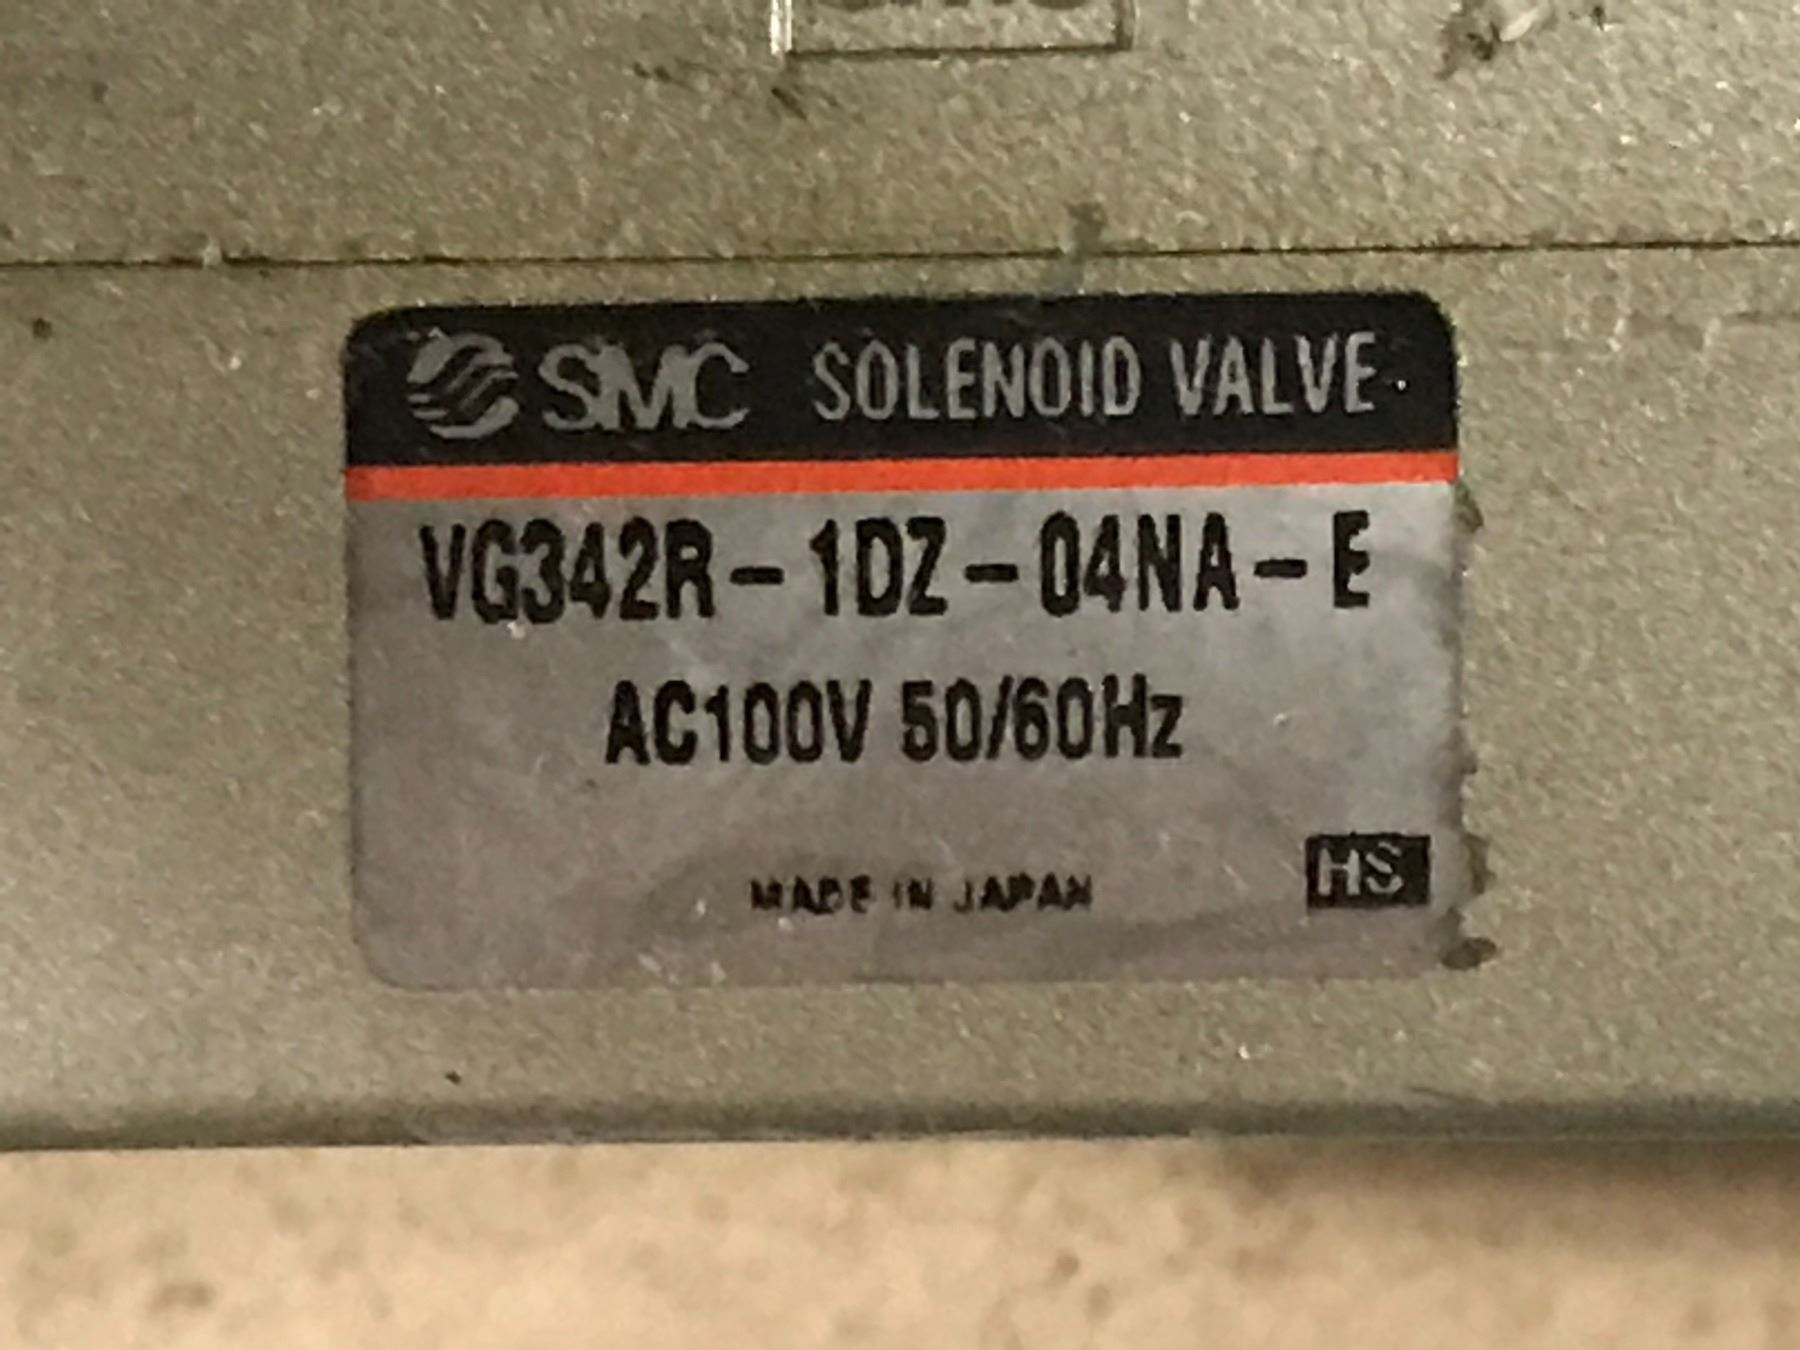 SMC SOLENOID VALVE
VG342R-1DZ-04NA-E
AC100V 50/60Hz
MADE IN JAPAN
HS